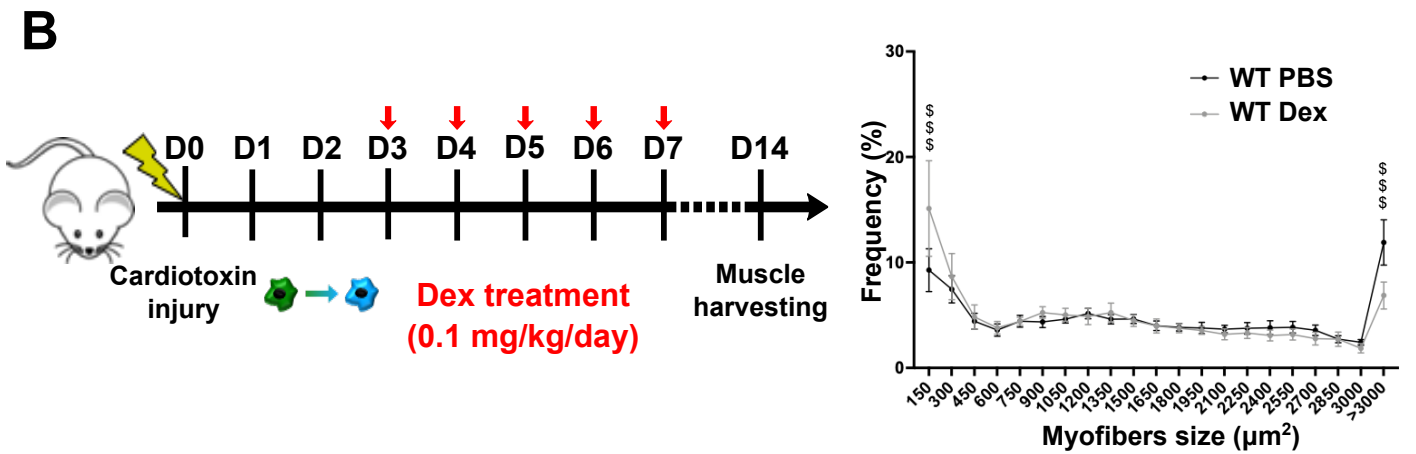 B
D0 D1 D2 D3 D4 D5 D6 D7 D14
Cardiotoxin
injury
Dex treatment
(0.1 mg/kg/day)
Muscle
harvesting
Frequency (%)
30
20
10
0
$$$
$$$
WT PBS
WT Dex
150 300 450 600 750 900 1050 1200 1350 1500 1650 1800 1950 2100 2250 2400 2550 2700 2850 3000 >3000
Myofibers size (µm²)